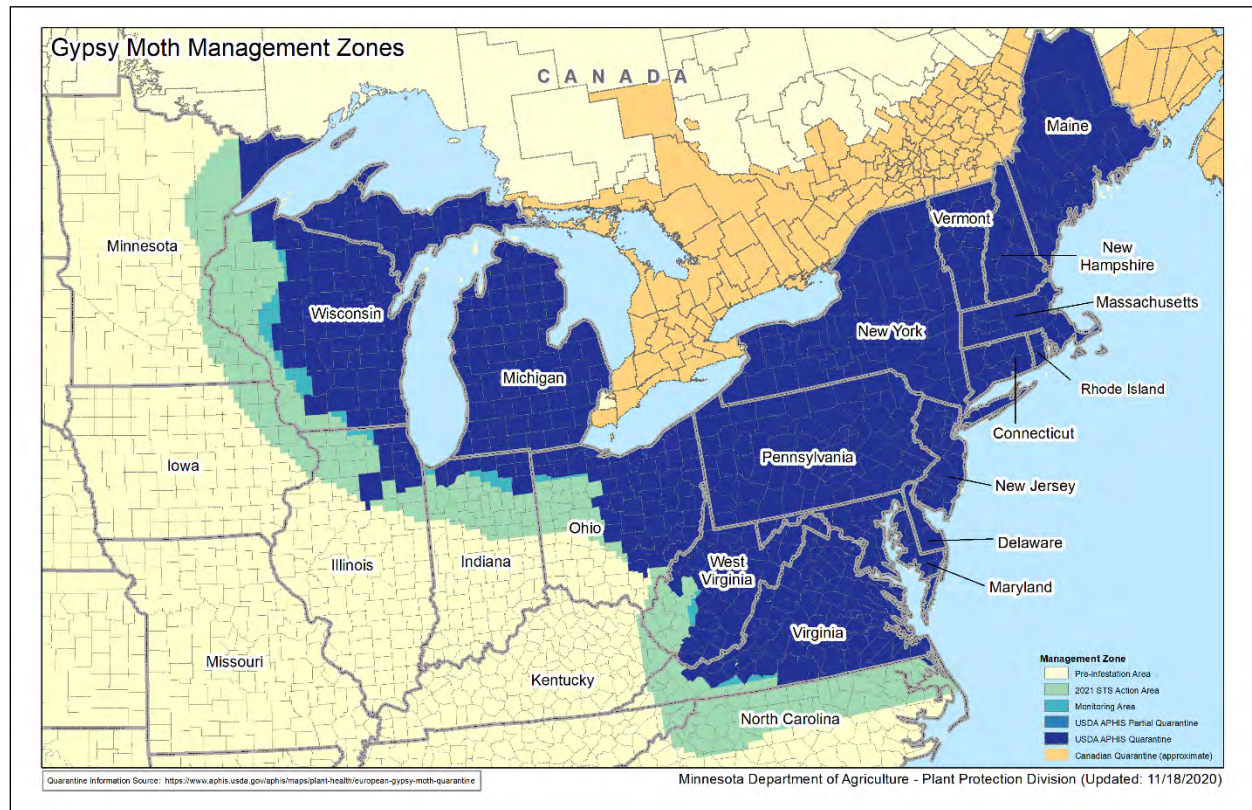 Gypsy Moth Management Zones
CANADA
Maine
Vermont
Minnesota
New
Hampshire
Massachusetts
Wisconsin
New York
Michigan
Rhode Island
Connecticut
Iowa
Pennsylvania
New Jersey
Ohio
Delaware
Illinois
Indiana
West
Virginia
Maryland
Virginia
Missouri
Kentucky
North Carolina
Management Zone
Pre-infestation Area
2021 STS Action Area
Monitoring Area
USDA APHIS Partial Quarantine
USDA APHIS Quarantine
Canadian Quarantine (approximate)
Quarantine Information Source: https://www.aphis.usda.gov/aphis/maps/plant-health/european-gypsy-moth-quarantine
Minnesota Department of Agriculture - Plant Protection Division (Updated: 11/18/2020)